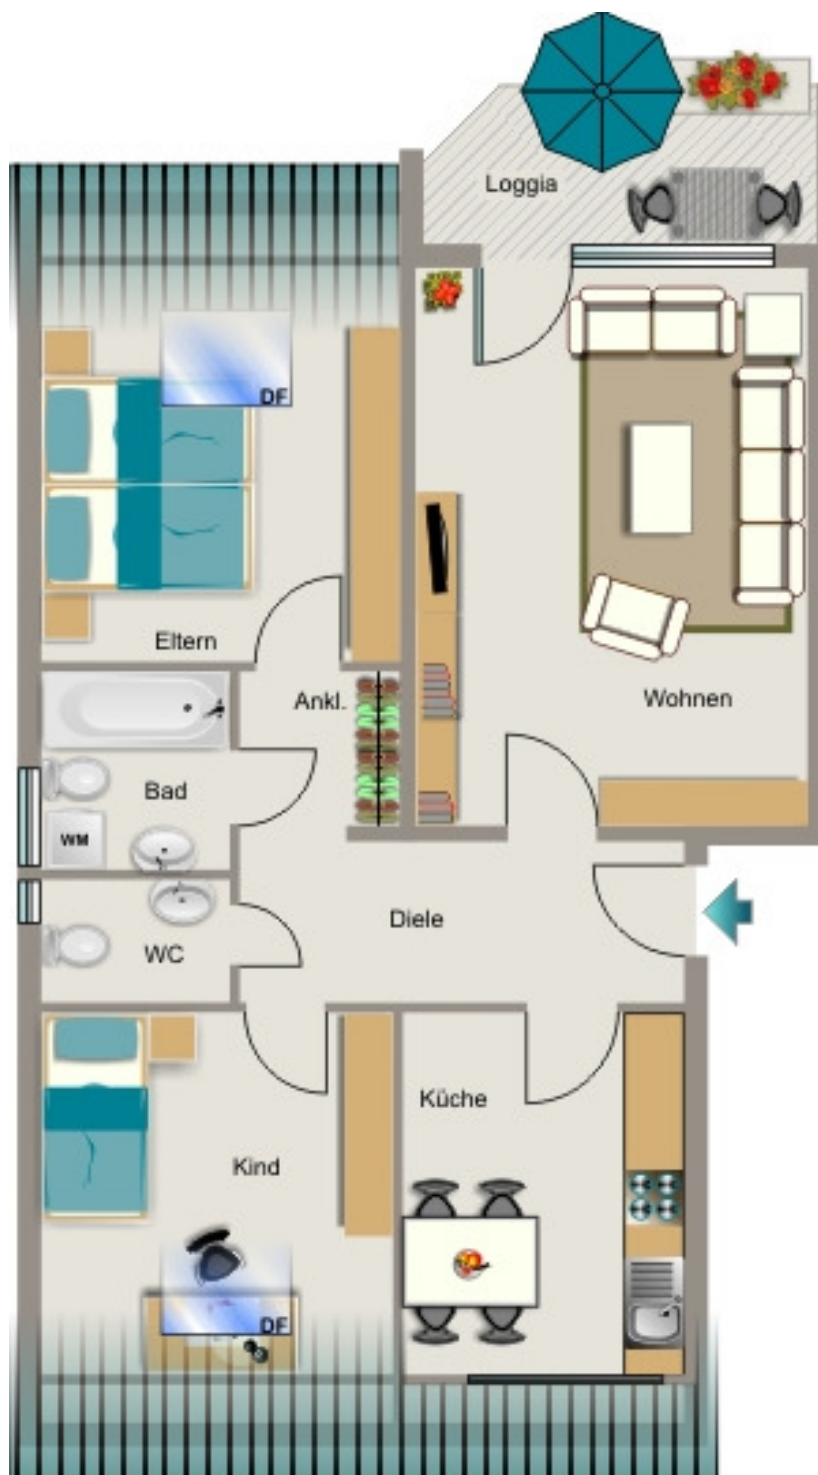 Loggia
DF
Eltern
Ankl.
Wohnen
Bad
WM
Diele
WC
Küche
Kind
DF